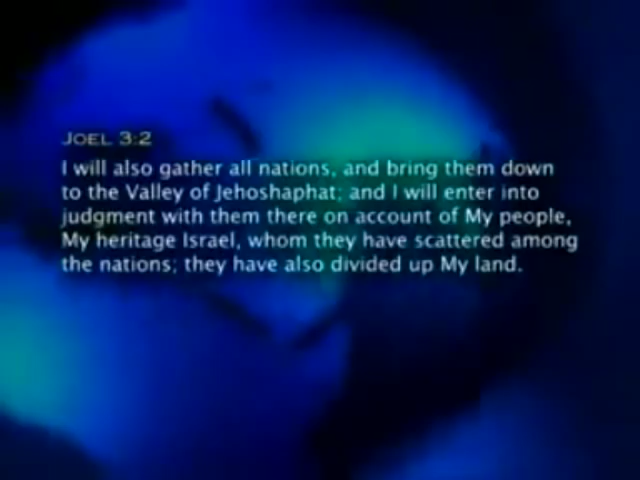 JOEL 3:2
I will also gather all nations, and bring them down
to the Valley of Jehoshaphat; and I will enter into
judgment with them there on account of My people,
My heritage Israel, whom they have scattered among
the nations; they have also divided up My land.